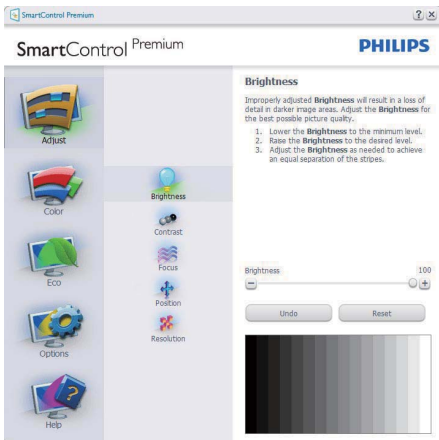 SmartControl Premium
SmartControl Premium
PHILIPS
Adjust
Color
Eco
Options
Help
Brightness
Contrast
Focus
Position
Resolution
Brightness
Improperly adjusted Brightness will result in a loss of
detail in darker image areas. Adjust the Brightness for
the best possible picture quality.
1. Lower the Brightness to the minimum level.
2. Raise the Brightness to the desired level.
3. Adjust the Brightness as needed to achieve
an equal separation of the stripes.
Brightness 100
Undo Reset